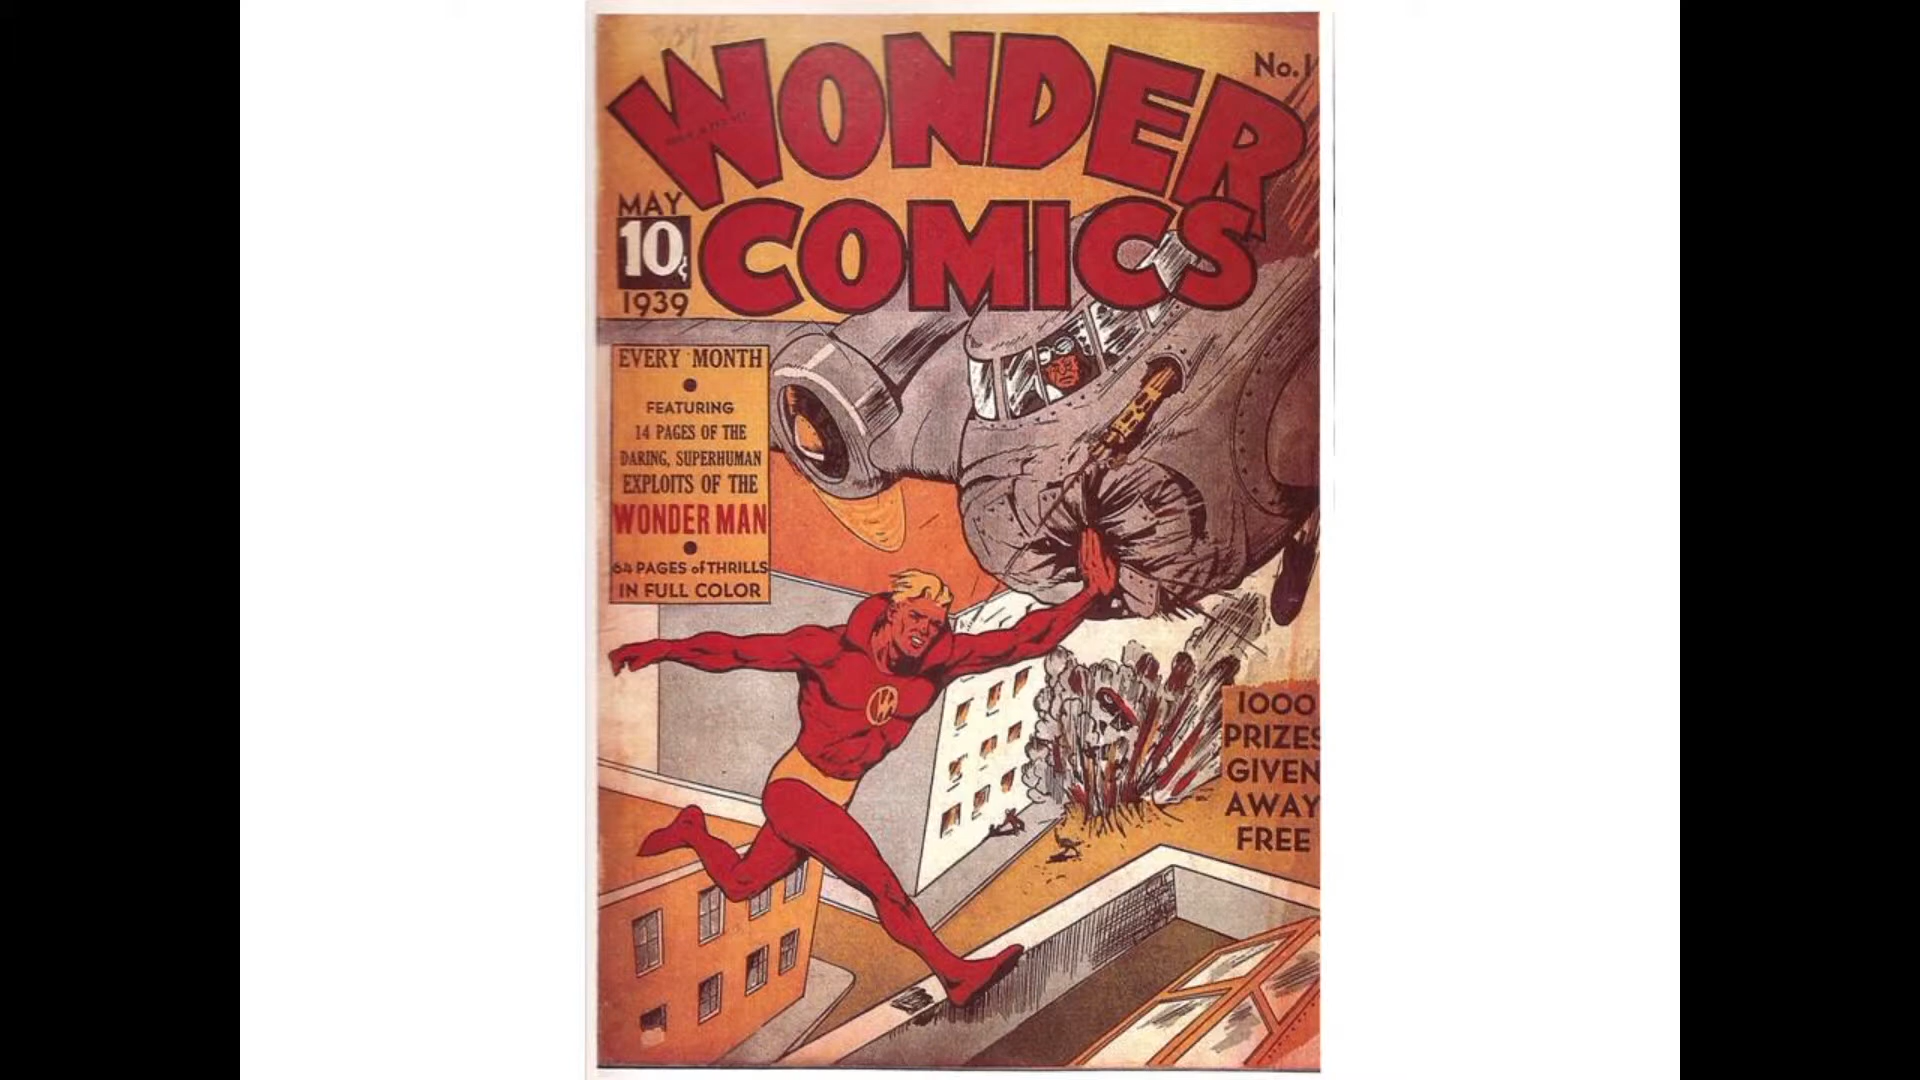 WONDER
COMICS
No. 1
MAY
10¢
1939
EVERY MONTH
FEATURING
14 PAGES OF THE
DARING, SUPERHUMAN
EXPLOITS OF THE
WONDER MAN
64 PAGES of THRILLS
IN FULL COLOR
W
1000
PRIZES
GIVEN
AWAY
FREE